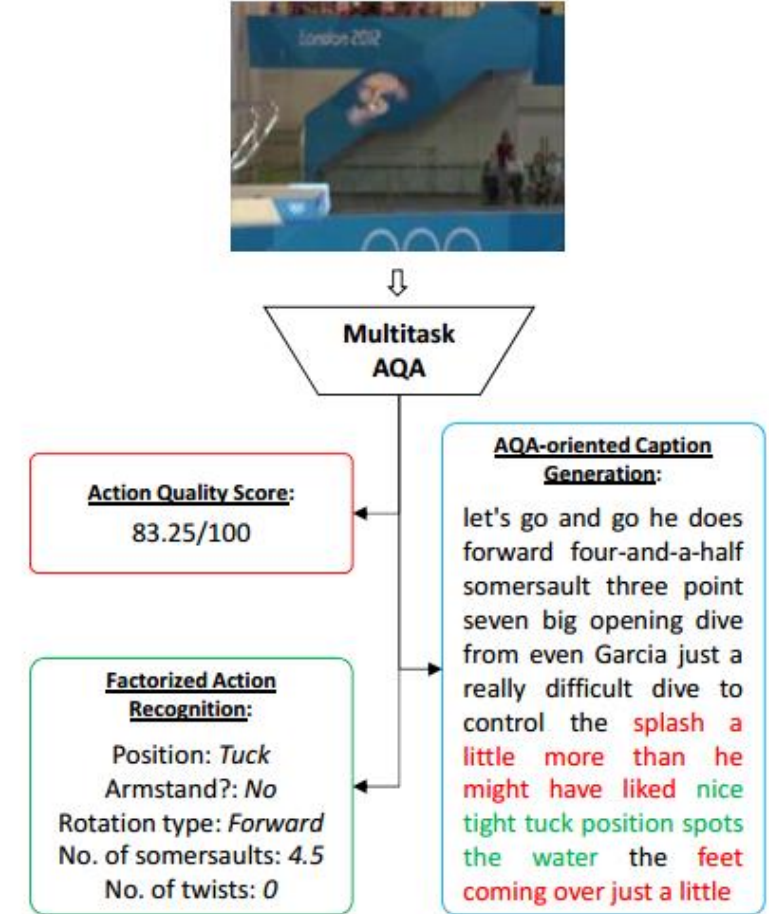 London 2012
Multitask
AQA
Action Quality Score:
83.25/100
Factorized Action
Recognition:
Position: Tuck
Armstand?: No
Rotation type: Forward
No. of somersaults: 4.5
No. of twists: 0
AQA-oriented Caption
Generation:
let's go and go he does
forward four-and-a-half
somersault three point
seven big opening dive
from even Garcia just a
really difficult dive to
control the splash a
little more than he
might have liked nice
tight tuck position spots
the water the feet
coming over just a little